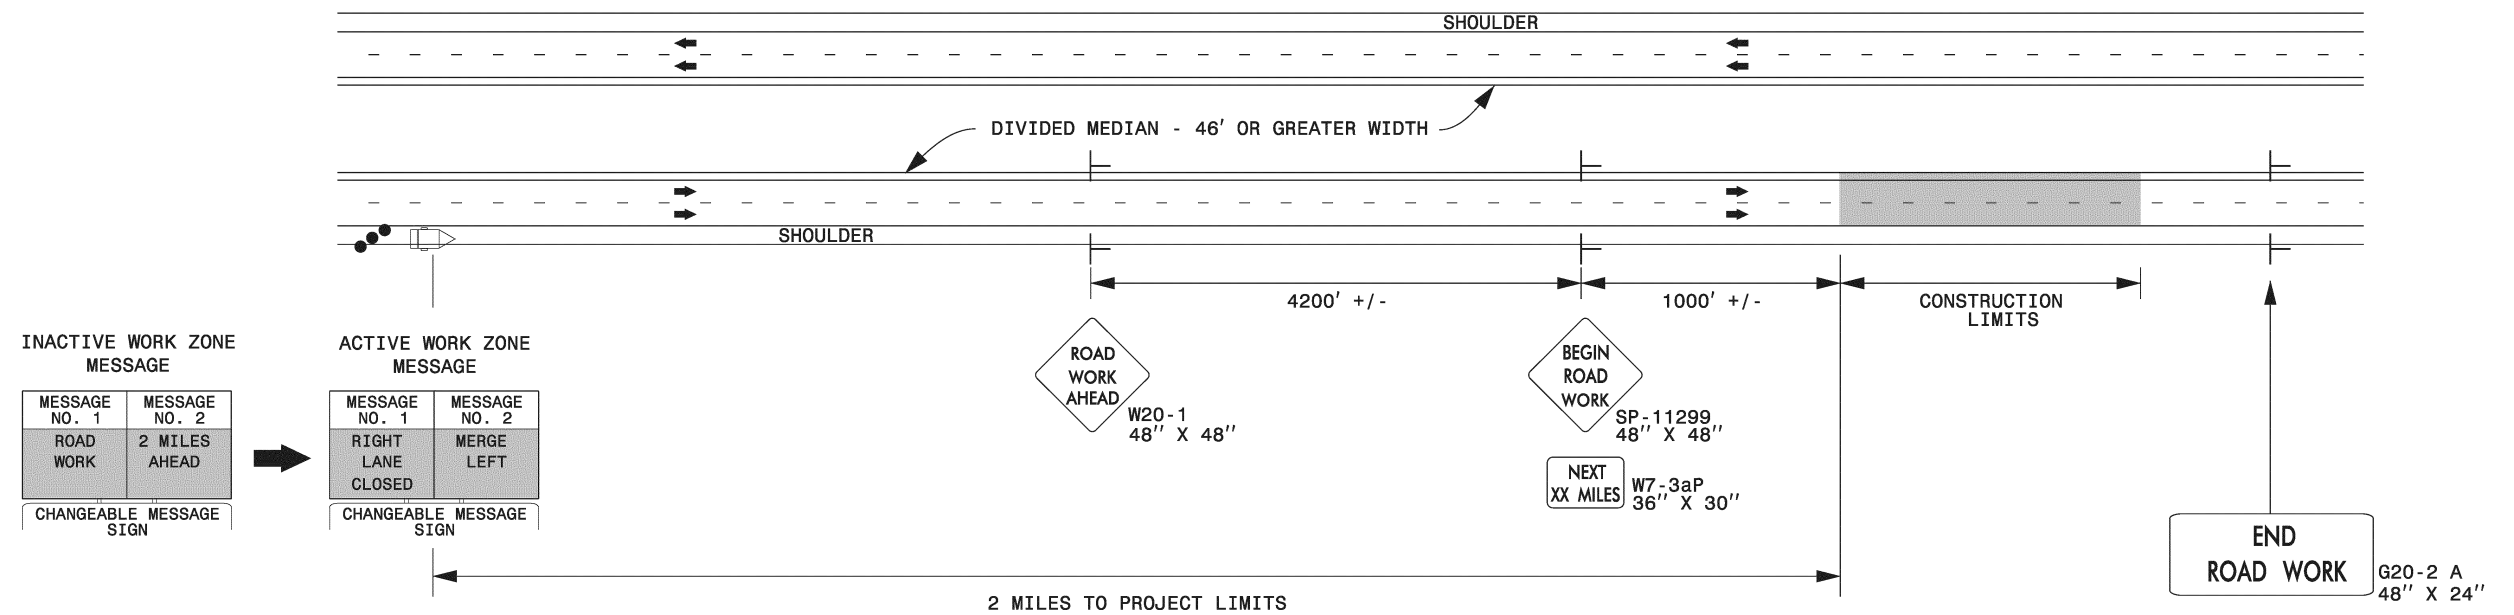 SHOULDER
DIVIDED MEDIAN - 46' OR GREATER WIDTH
SHOULDER
4200' +/-
1000' +/-
CONSTRUCTION
LIMITS
INACTIVE WORK ZONE
MESSAGE
MESSAGE
NO. 1
MESSAGE
NO. 2
ROAD
WORK
2 MILES
AHEAD
CHANGEABLE MESSAGE
SIGN
ACTIVE WORK ZONE
MESSAGE
MESSAGE
NO. 1
MESSAGE
NO. 2
RIGHT
LANE
CLOSED
MERGE
LEFT
CHANGEABLE MESSAGE
SIGN
ROAD
WORK
AHEAD
W20-1
48'' X 48''
BEGIN
ROAD
WORK
SP-11299
48'' X 48''
NEXT
XX MILES
W7-3aP
36'' X 30''
END
ROAD WORK
G20-2 A
48'' X 24''
2 MILES TO PROJECT LIMITS